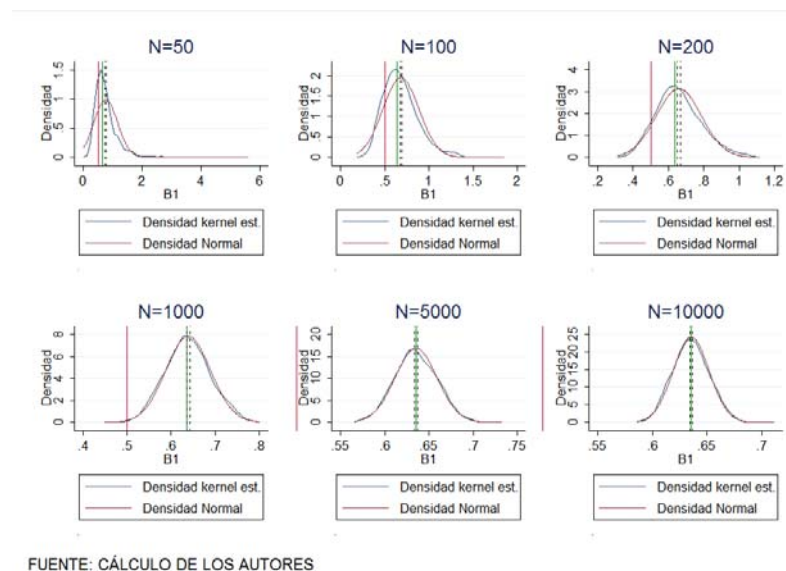 N=50
N=100
N=200
Densidad
0 .5 1 1.5
0 2 4 6
B1
Densidad kernel est.
Densidad Normal
Densidad
0 .5 1 1.5 2
0 .5 1 1.5 2
B1
Densidad kernel est.
Densidad Normal
Densidad
0 1 2 3 4
.2 .4 .6 .8 1 1.2
B1
Densidad kernel est.
Densidad Normal
N=1000
N=5000
N=10000
Densidad
0 2 4 6 8
.4 .5 .6 .7 .8
B1
Densidad kernel est.
Densidad Normal
Densidad
0 5 10 15 20
.55 .6 .65 .7 .75
B1
Densidad kernel est.
Densidad Normal
Densidad
0 5 10 15 20 25
.55 .6 .65 .7
B1
Densidad kernel est.
Densidad Normal
FUENTE: CÁLCULO DE LOS AUTORES